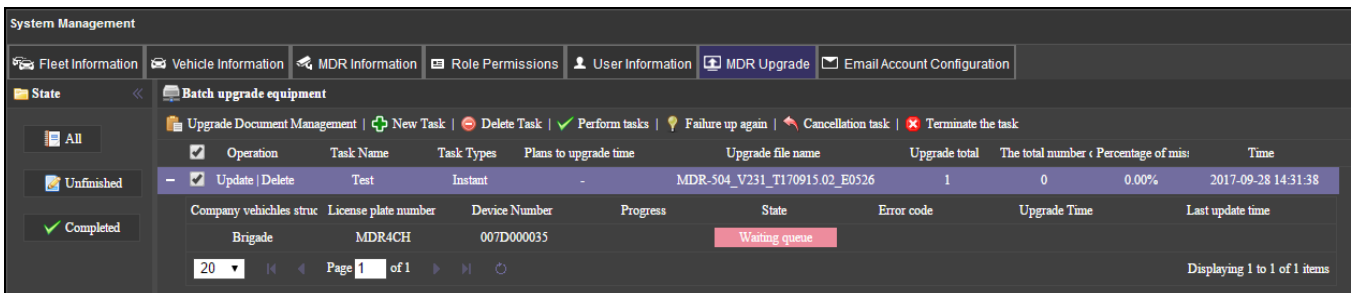 System Management
Fleet Information Vehicle Information MDR Information Role Permissions User Information MDR Upgrade Email Account Configuration
State Batch upgrade equipment
Upgrade Document Management | New Task | Delete Task | Perform tasks | Failure up again | Cancellation task | Terminate the task
All
Operation Task Name Task Types Plans to upgrade time Upgrade file name Upgrade total The total number c Percentage of mis: Time
Unfinished
Update | Delete Test Instant - MDR-504_V231_T170915.02_E0526 1 0 0.00% 2017-09-28 14:31:38
Company vehichles struc License plate number Device Number Progress State Error code Upgrade Time Last update time
Completed
Brigade MDR4CH 007D000035 Waiting queue
20 Page 1 of 1 Displaying 1 to 1 of 1 items